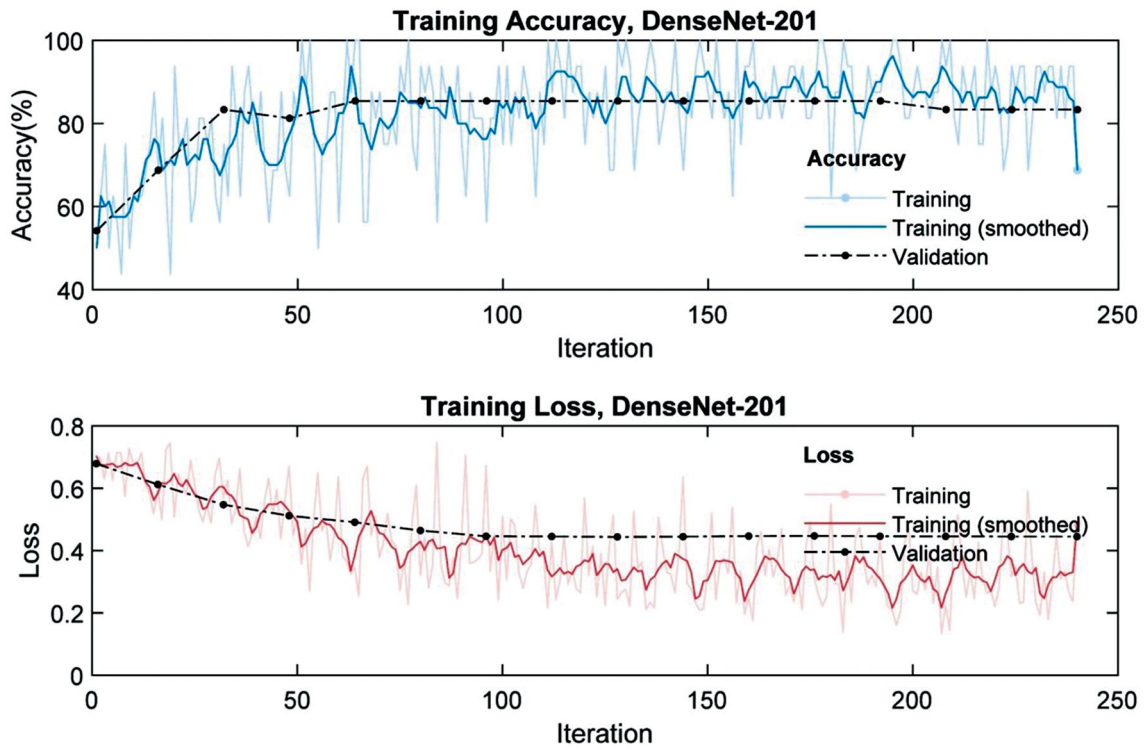 Training Accuracy, DenseNet-201
100
80
60
40
Accuracy(%)
Accuracy
Training
Training (smoothed)
Validation
0 50 100 150 200 250
Iteration
Training Loss, DenseNet-201
0.8
0.6
0.4
0.2
0
Loss
Loss
Training
Training (smoothed)
Validation
0 50 100 150 200 250
Iteration